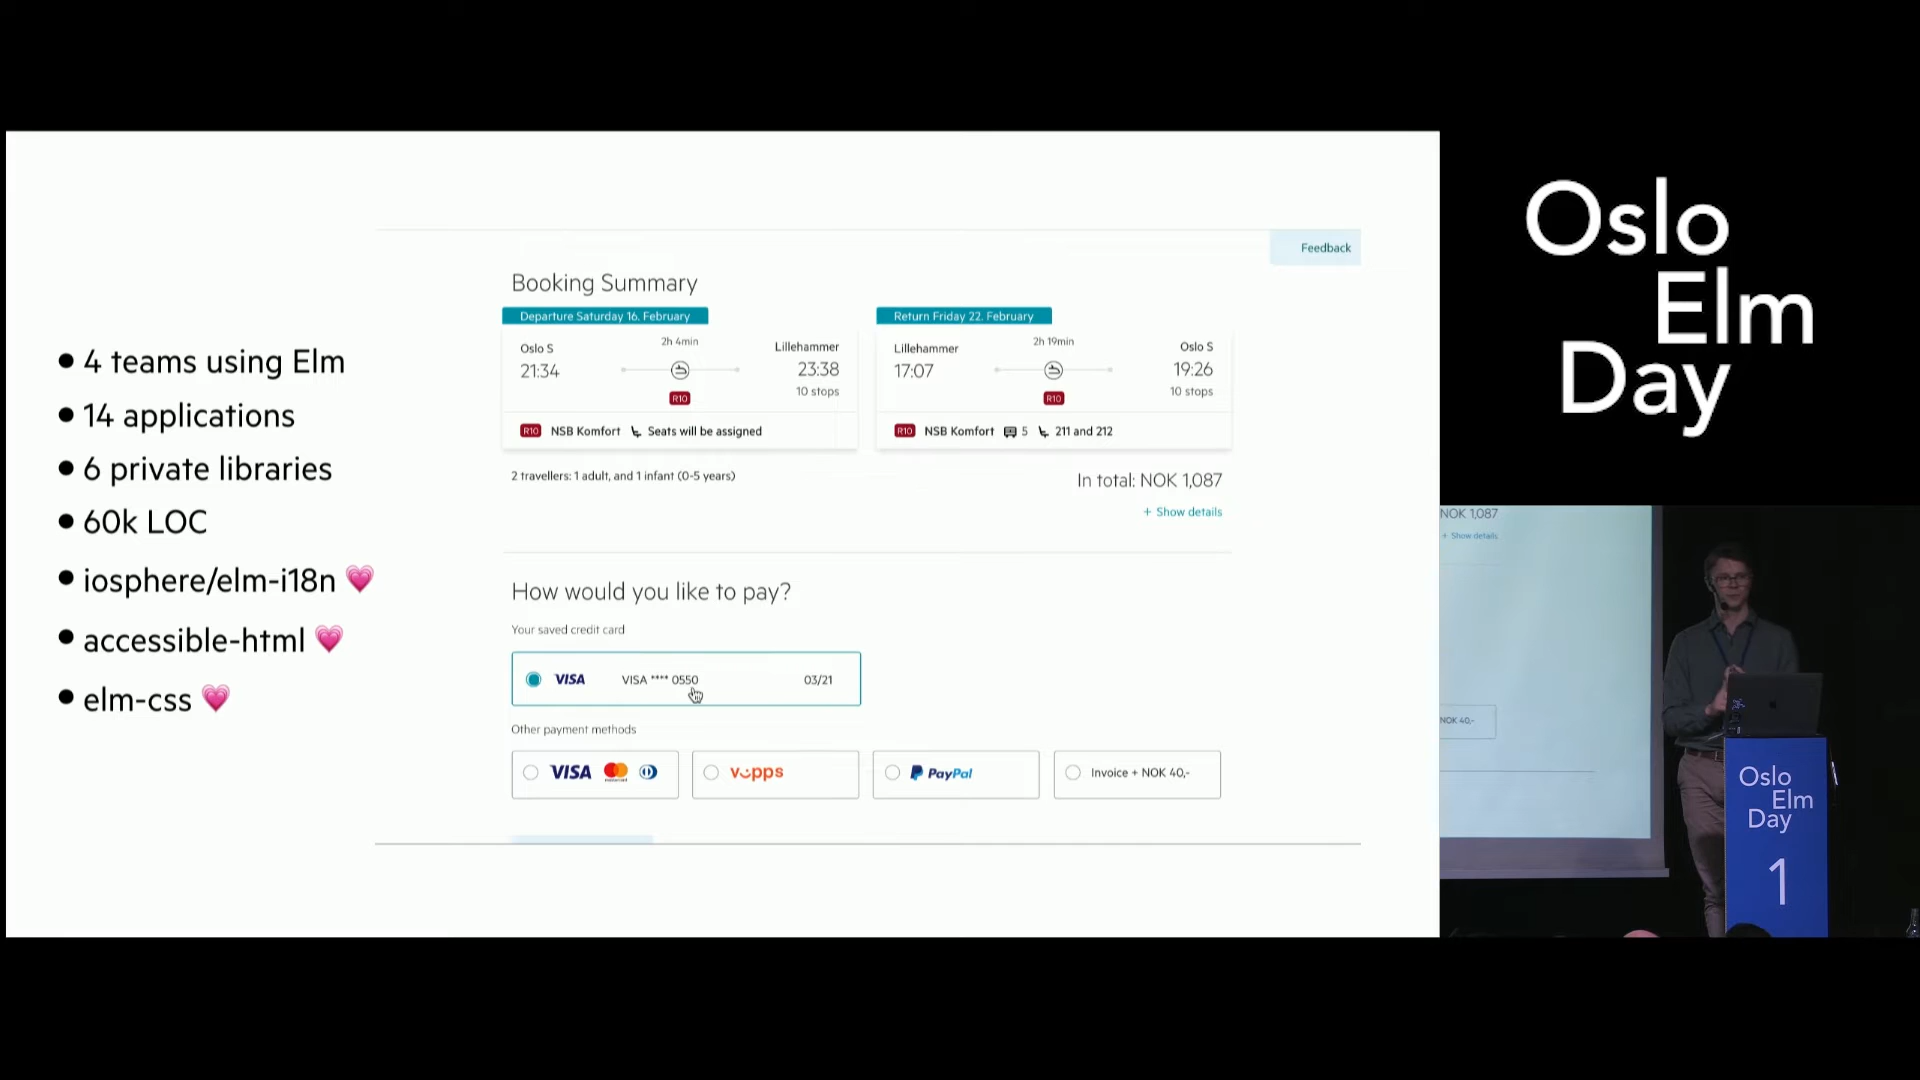 • 4 teams using Elm
• 14 applications
• 6 private libraries
• 60k LOC
• iosphere/elm-i18n 💗
• accessible-html 💗
• elm-css 💗
Feedback
Booking Summary
Departure Saturday 16. February
Oslo S 2h 4min Lillehammer
21:34 23:38
10 stops
R10
R10 NSB Komfort Seats will be assigned
Return Friday 22. February
Lillehammer 2h 19min Oslo S
17:07 19:26
10 stops
R10
R10 NSB Komfort 5 211 and 212
2 travellers: 1 adult, and 1 infant (0-5 years)
In total: NOK 1,087
+ Show details
How would you like to pay?
Your saved credit card
VISA VISA **** 0550 03/21
Other payment methods
VISA
vipps
PayPal
Invoice + NOK 40,-
Oslo
Elm
Day
NOK 1,087
+ Show details
NOK 40,-
Oslo
Elm
Day
1